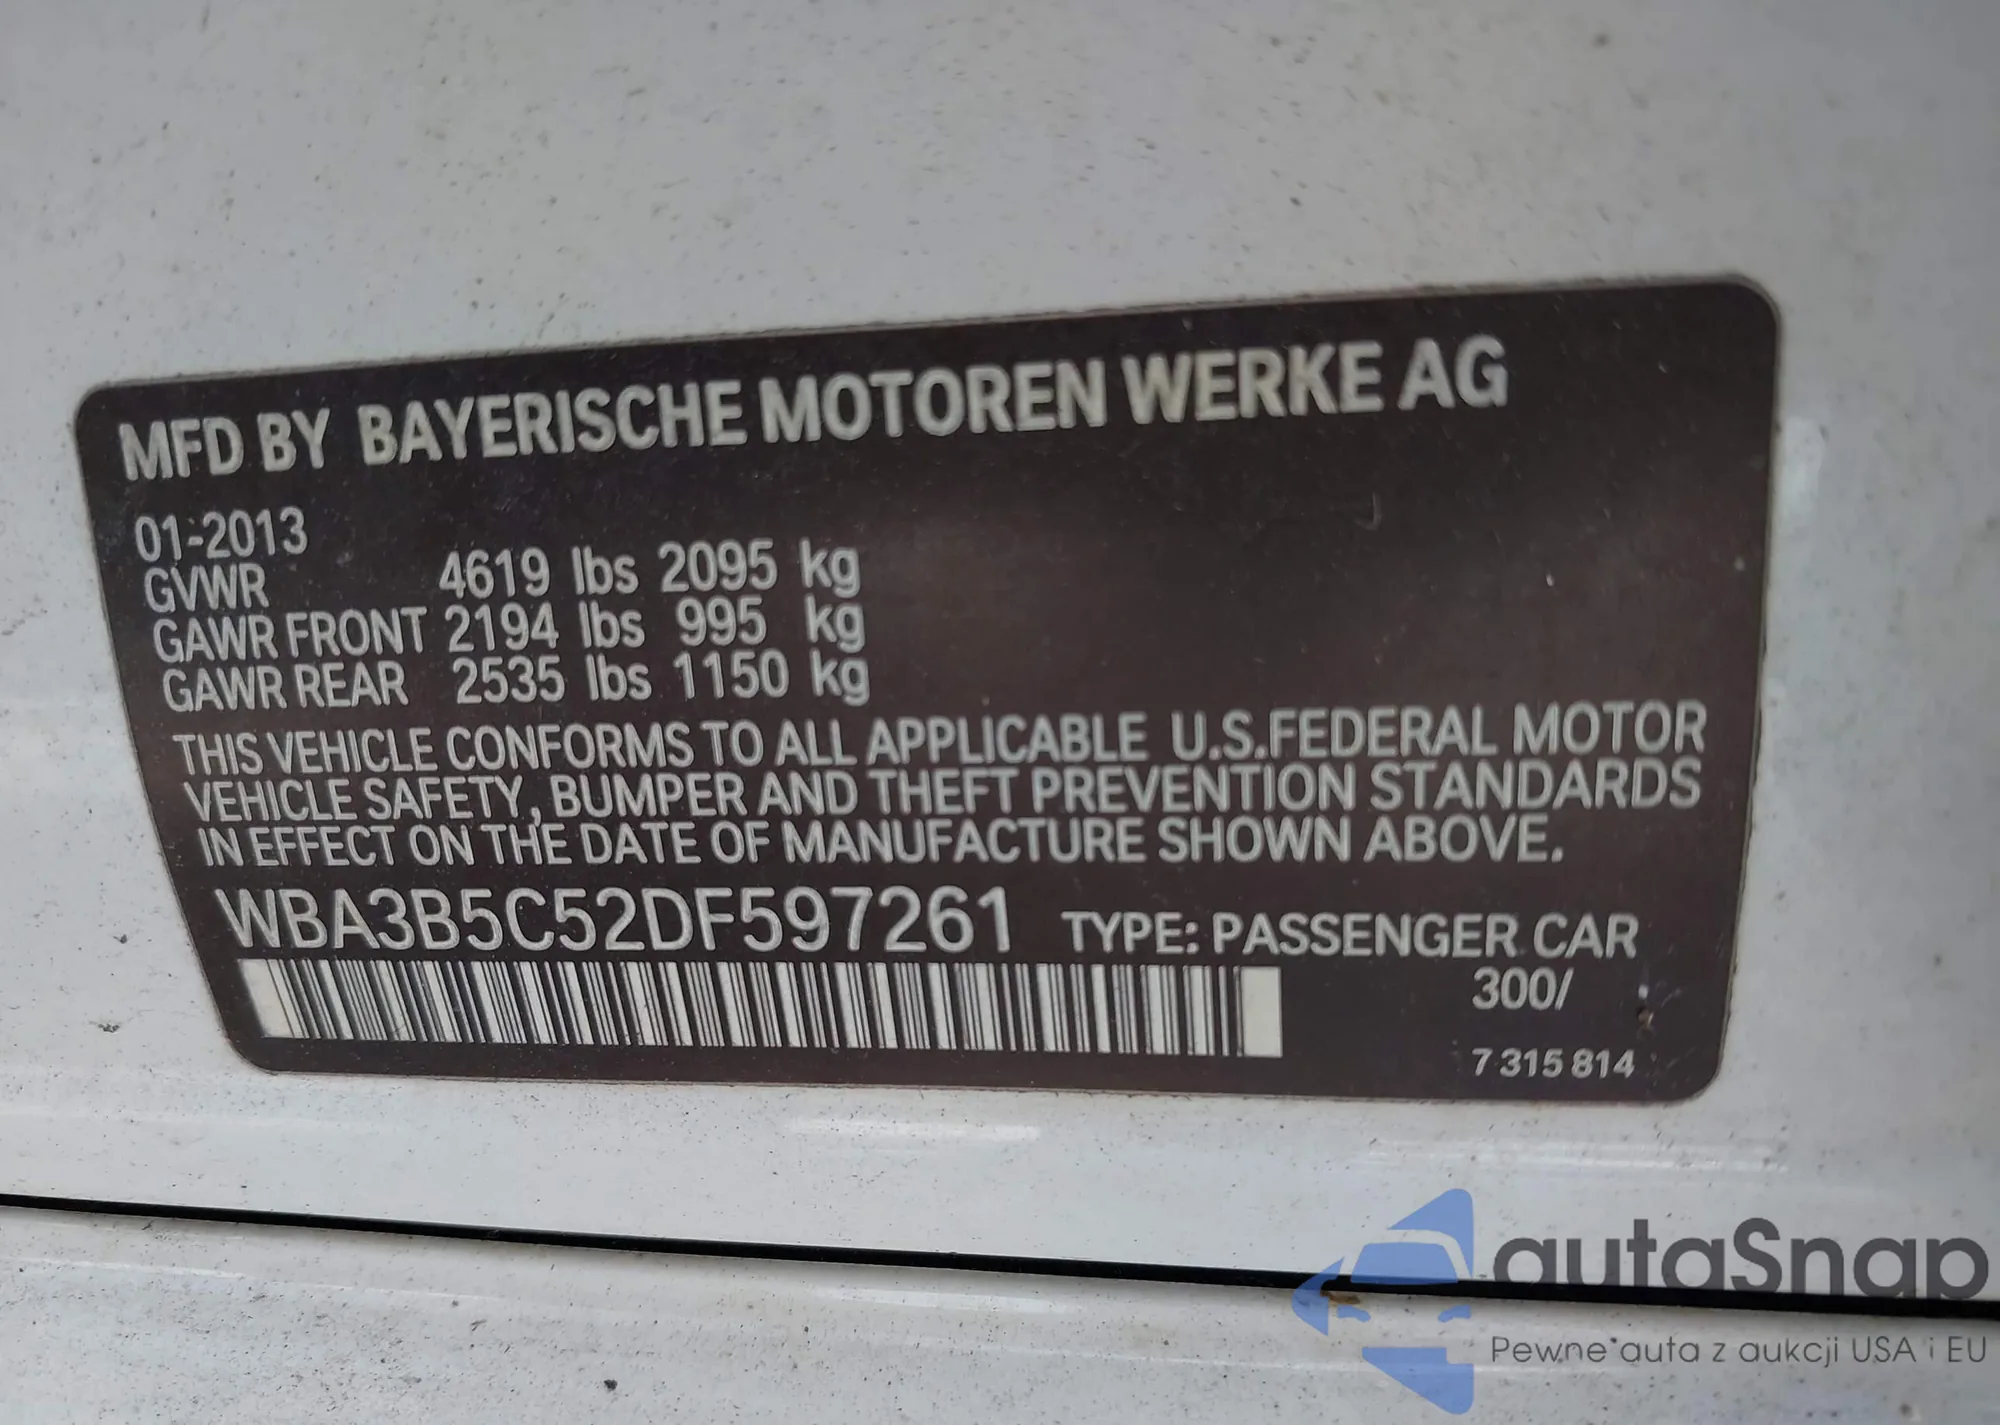 MFD BY BAYERISCHE MOTOREN WERKE AG
01-2013
GVWR 4619 lbs 2095 kg
GAWR FRONT 2194 lbs 995 kg
GAWR REAR 2535 lbs 1150 kg
THIS VEHICLE CONFORMS TO ALL APPLICABLE U.S.FEDERAL MOTOR
VEHICLE SAFETY, BUMPER AND THEFT PREVENTION STANDARDS
IN EFFECT ON THE DATE OF MANUFACTURE SHOWN ABOVE.
WBA3B5C52DF597261 TYPE: PASSENGER CAR
300/
7 315 814
autaSnap
Pewne auta z aukcji USA i EU